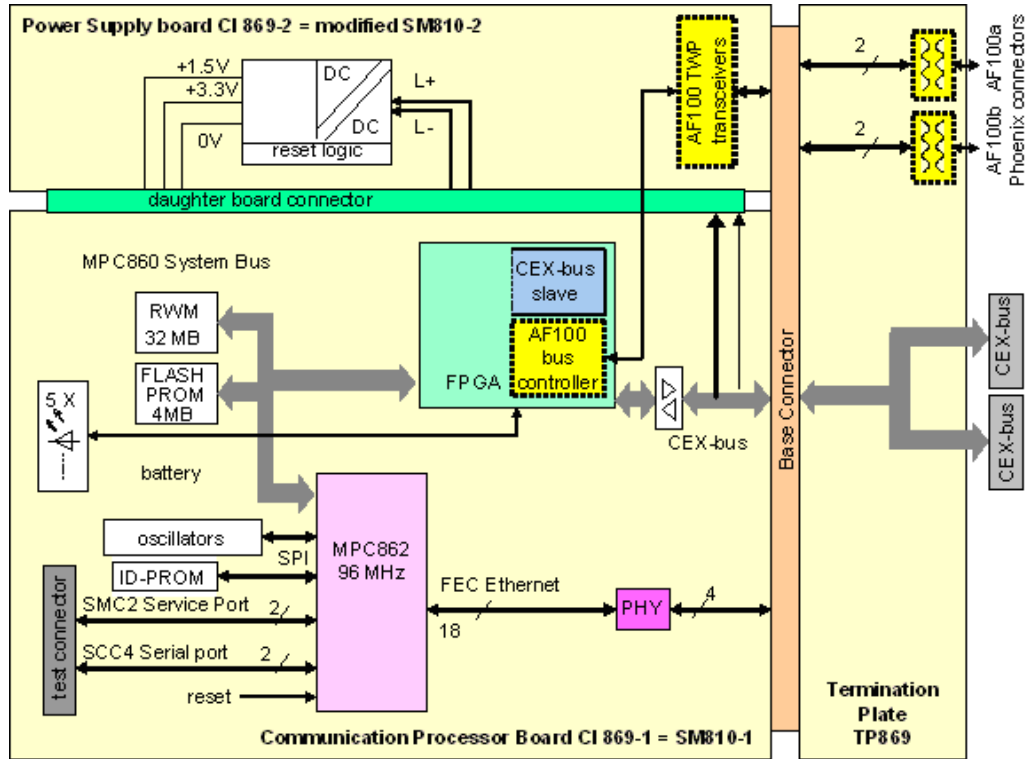 Power Supply board CI 869-2 = modified SM810-2
+1.5V
+3.3V
0V
DC
DC
reset logic
L+
L-
AF100 TWP
transceivers
2
2
AF100a
AF100b
Phoenix connectors
daughter board connector
MPC860 System Bus
RWM
32 MB
FLASH
PROM
4MB
5 X
battery
CEX-bus
slave
AF100
bus
controller
FPGA
CEX-bus
Base Connector
CEX-bus
CEX-bus
oscillators
SPI
ID-PROM
MPC862
96 MHz
test connector
SMC2 Service Port
2
SCC4 Serial port
2
reset
FEC Ethernet
18
PHY
4
Communication Processor Board CI 869-1 = SM810-1
Termination
Plate
TP869